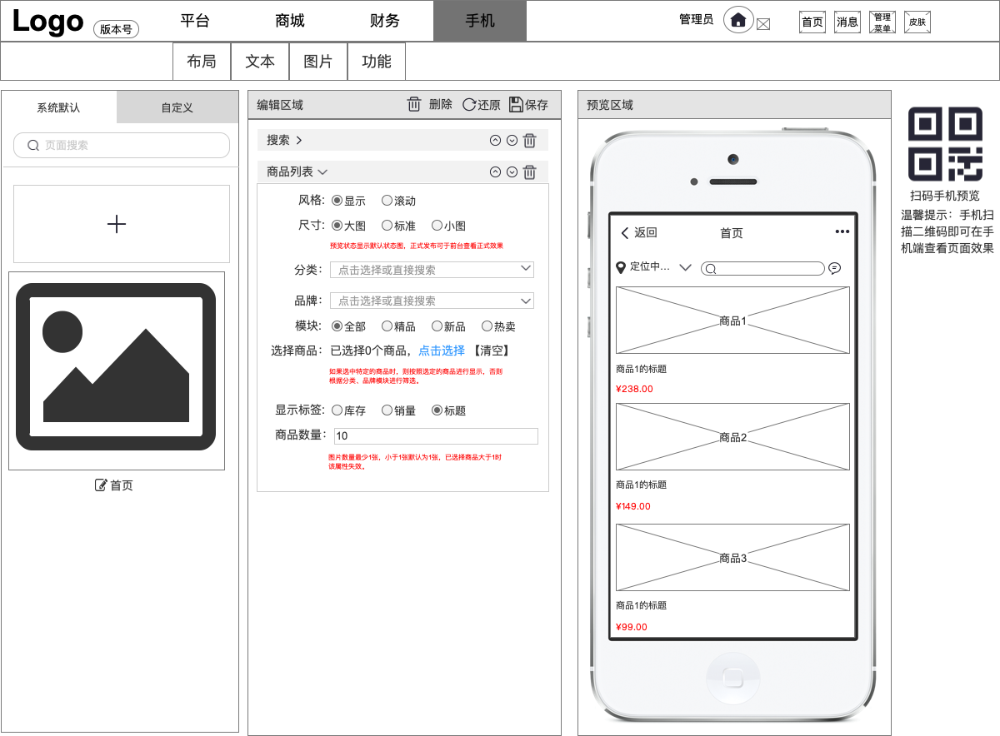 Logo
版本号
平台
商城
财务
手机
管理员
首页
消息
管理
菜单
皮肤
布局
文本
图片
功能
系统默认
自定义
页面搜索
首页
编辑区域
删除
还原
保存
搜索
商品列表
风格: 显示 滚动
尺寸: 大图 标准 小图
预览状态显示默认状态图，正式发布可于前台查看正式效果
分类: 点击选择或直接搜索
品牌: 点击选择或直接搜索
模块: 全部 精品 新品 热卖
选择商品: 已选择0个商品，点击选择 【清空】
如果选中特定的商品时，则按照选定的商品进行显示，否则
根据分类、品牌模块进行筛选。
显示标签: 库存 销量 标题
商品数量: 10
图片数量最少1张，小于1张默认为1张，已选择商品大于1时
该属性失效。
预览区域
返回
首页
定位中...
商品1
商品1的标题
¥238.00
商品2
商品1的标题
¥149.00
商品3
商品1的标题
¥99.00
扫码手机预览
温馨提示：手机扫
描二维码即可在手
机端查看页面效果